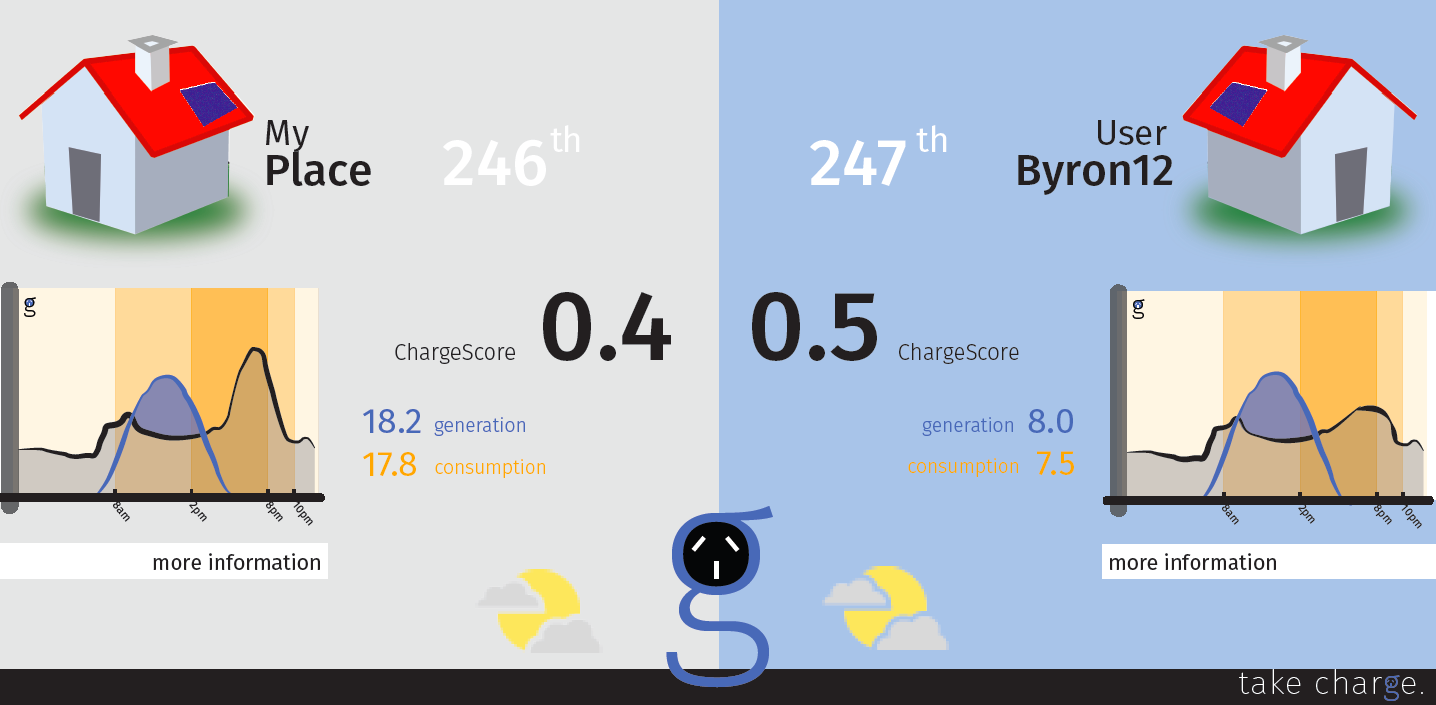 My
Place
246th
247th
User
Byron12
g
ChargeScore 0.4
18.2 generation
17.8 consumption
8am 2pm 8pm 10pm
more information
0.5 ChargeScore
generation 8.0
consumption 7.5
g
8am 2pm 8pm 10pm
more information
g
take charge.